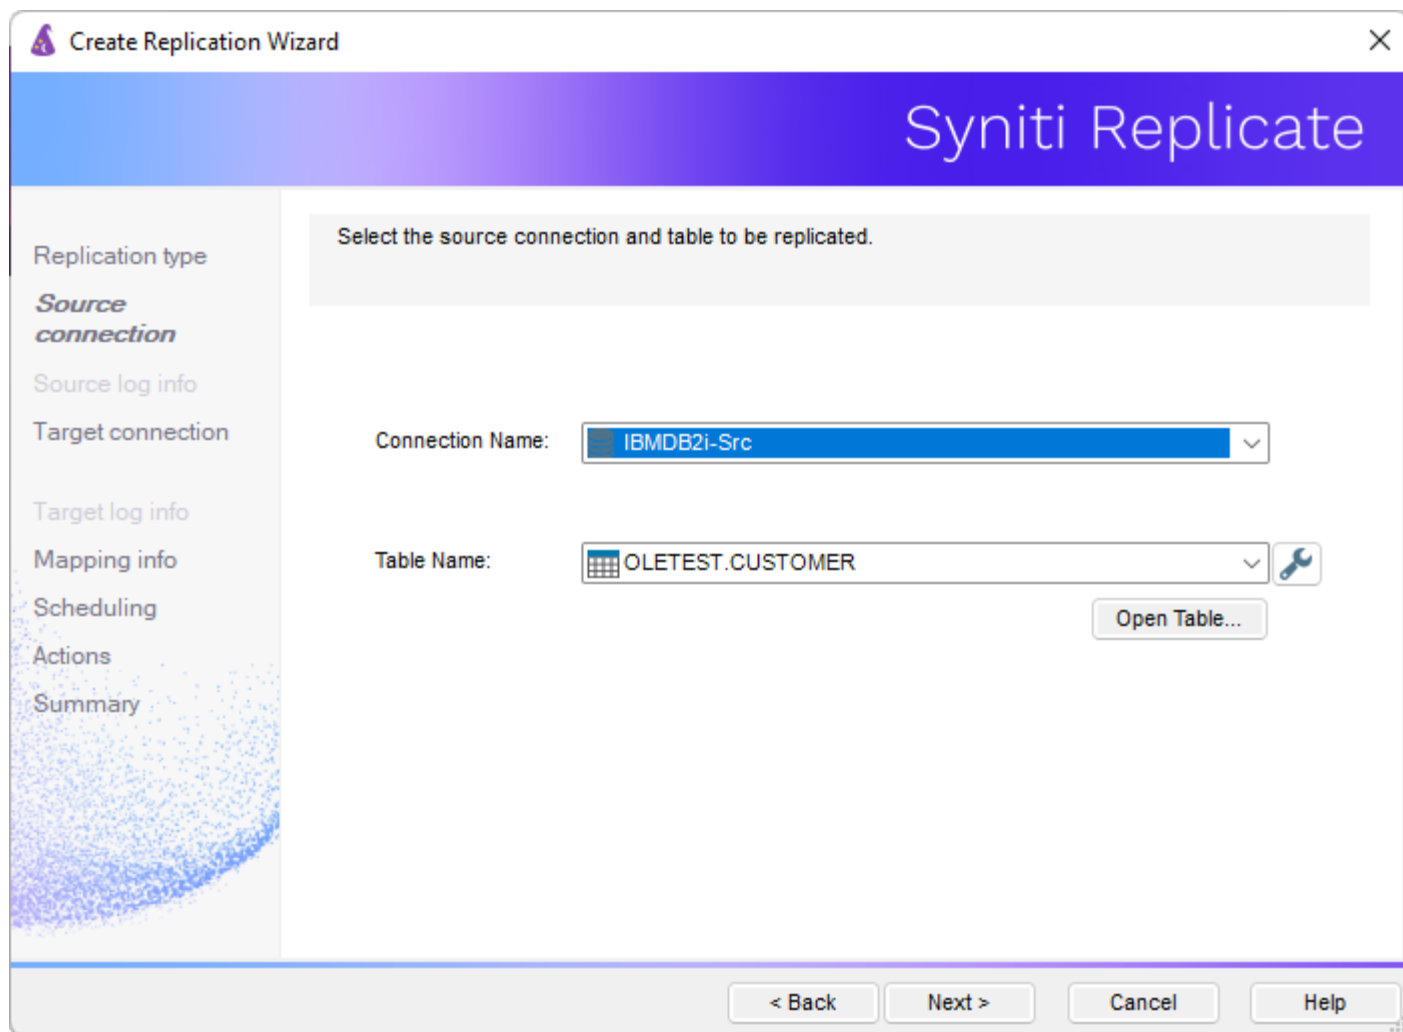 Create Replication Wizard
Syniti Replicate
Replication type
Source
connection
Source log info
Target connection
Target log info
Mapping info
Scheduling
Actions
Summary
Select the source connection and table to be replicated.
Connection Name: IBMDB2i-Src
Table Name: OLETEST.CUSTOMER
Open Table...
< Back Next > Cancel Help